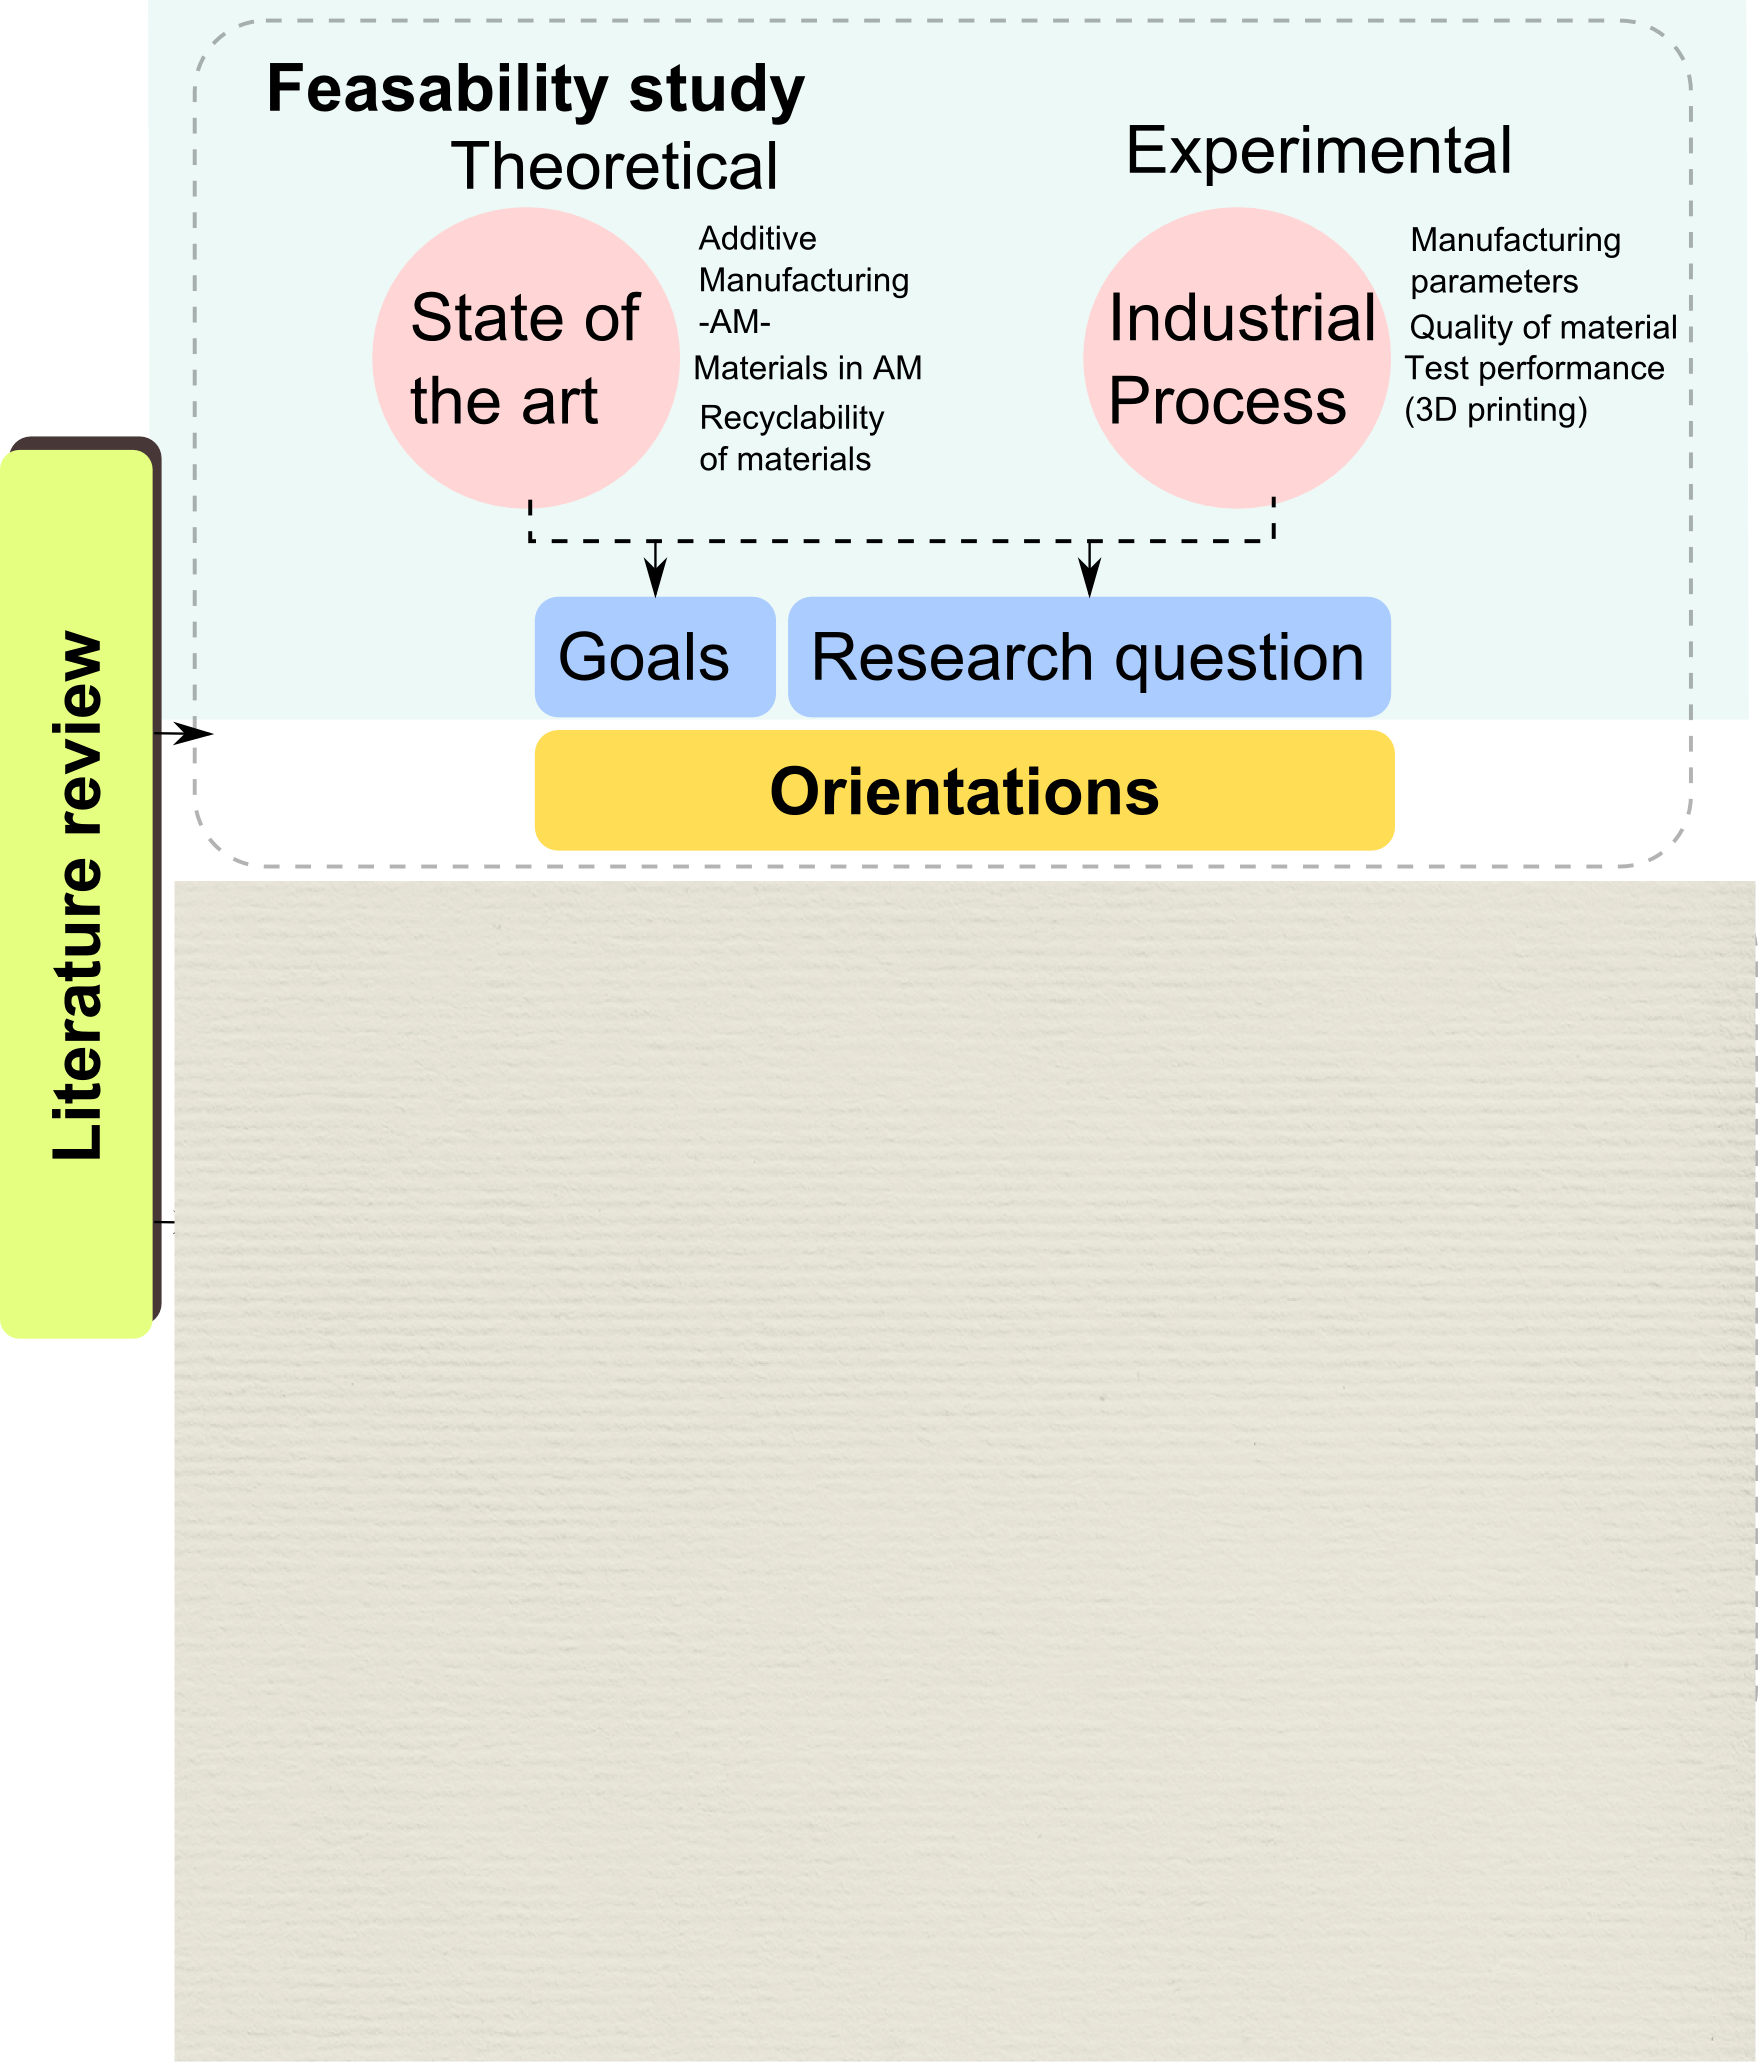 Feasability study
Theoretical
Experimental
State of
the art
Additive
Manufacturing
-AM-
Materials in AM
Recyclability
of materials
Industrial
Process
Manufacturing
parameters
Quality of material
Test performance
(3D printing)
Goals
Research question
Orientations
Literature review